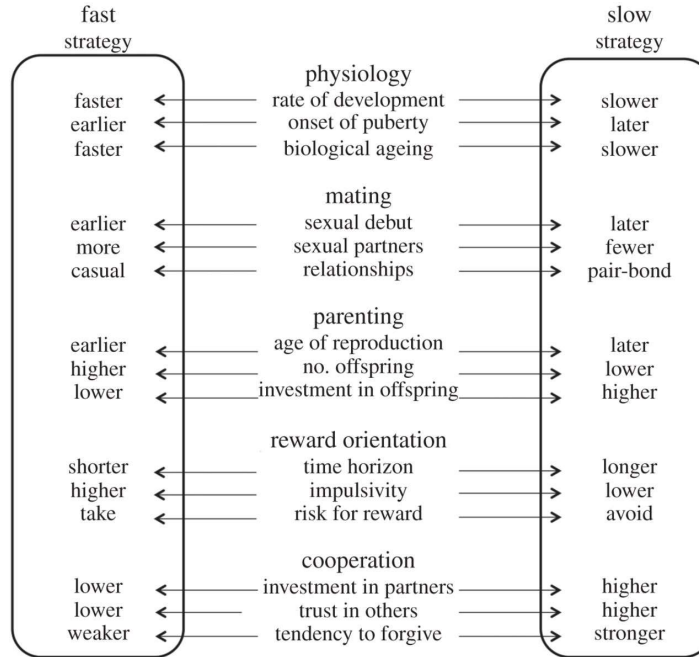 fast slow
strategy strategy
physiology
faster rate of development slower
earlier onset of puberty later
faster biological ageing slower
mating
earlier sexual debut later
more sexual partners fewer
casual relationships pair-bond
parenting
earlier age of reproduction later
higher no. offspring lower
lower investment in offspring higher
reward orientation
shorter time horizon longer
higher impulsivity lower
take risk for reward avoid
cooperation
lower investment in partners higher
lower trust in others higher
weaker tendency to forgive stronger